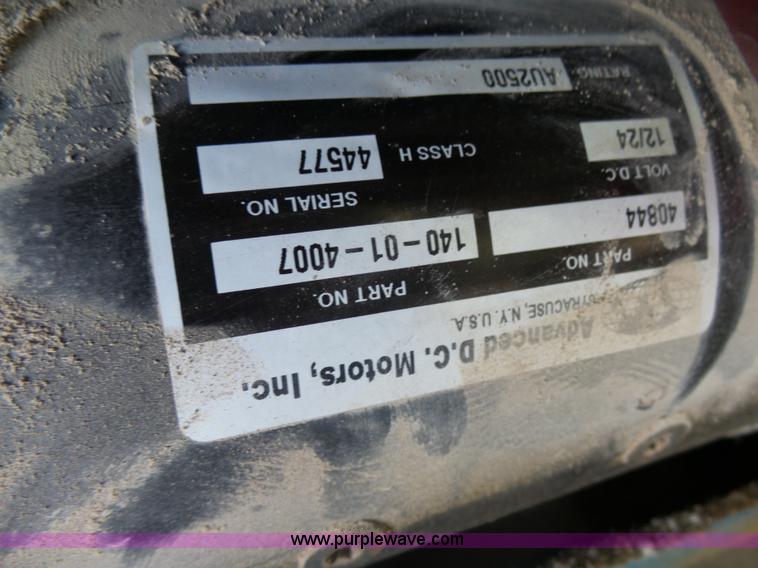 Advanced D.C. Motors, Inc.
SYRACUSE, N.Y. U.S.A.
PART NO. PART NO.
40844 140-01-4007
VOLT D.C. SERIAL NO.
12/24 CLASS H 44577
RATING AU2500
www.purplewave.com